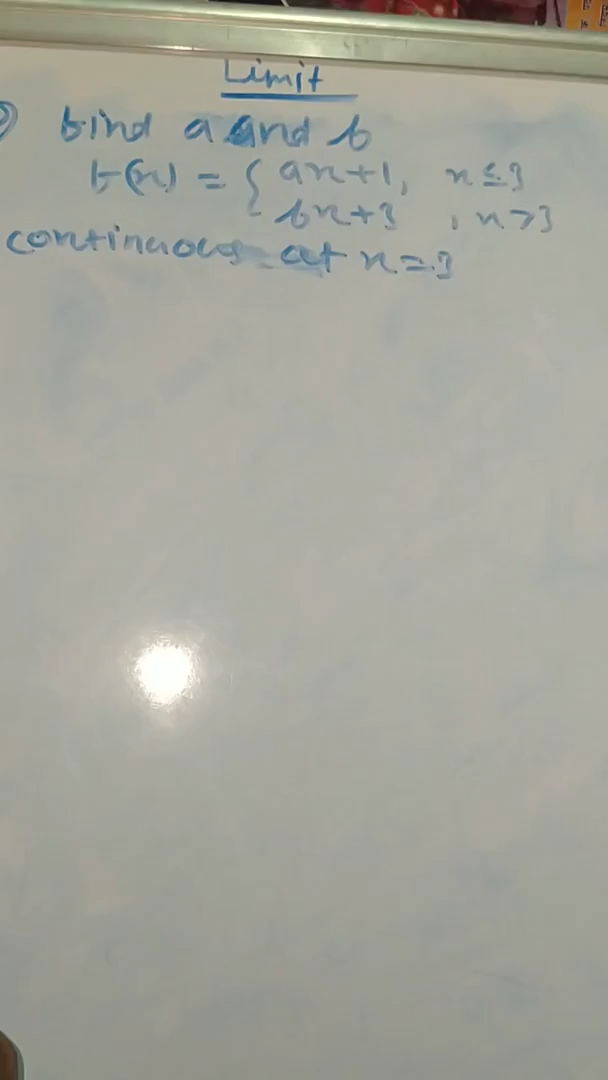 Limit
find a and b
f(x) = { ax+1, x ≤ 3
bx+3 , x > 3
continuous at x = 3